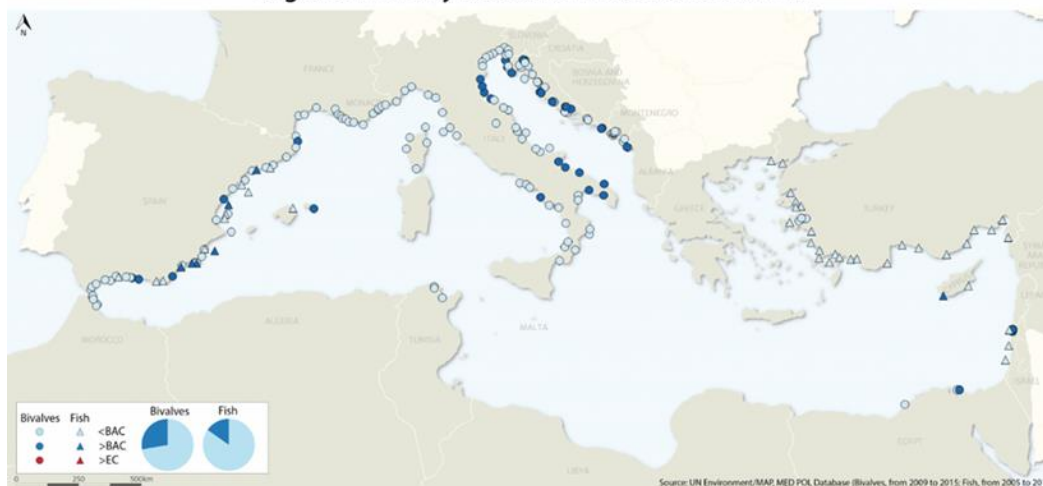 N
SLOVENIA
CROATIA
FRANCE
BOSNIA AND
HERZEGOVINA
MONACO
MONTENEGRO
ITALY
ALBANIA
SPAIN
GREECE
TURKEY
SYRIAN
ARAB
MALTA
MOROCCO
ALGERIA
TUNISIA
ISRAEL
EGYPT
LIBYA
Bivalves Fish Bivalves Fish
<BAC
>BAC
>EC
0 250 500km
Source: UN Environment/MAP, MED POL Database (Bivalves, from 2009 to 2015; Fish, from 2005 to 20